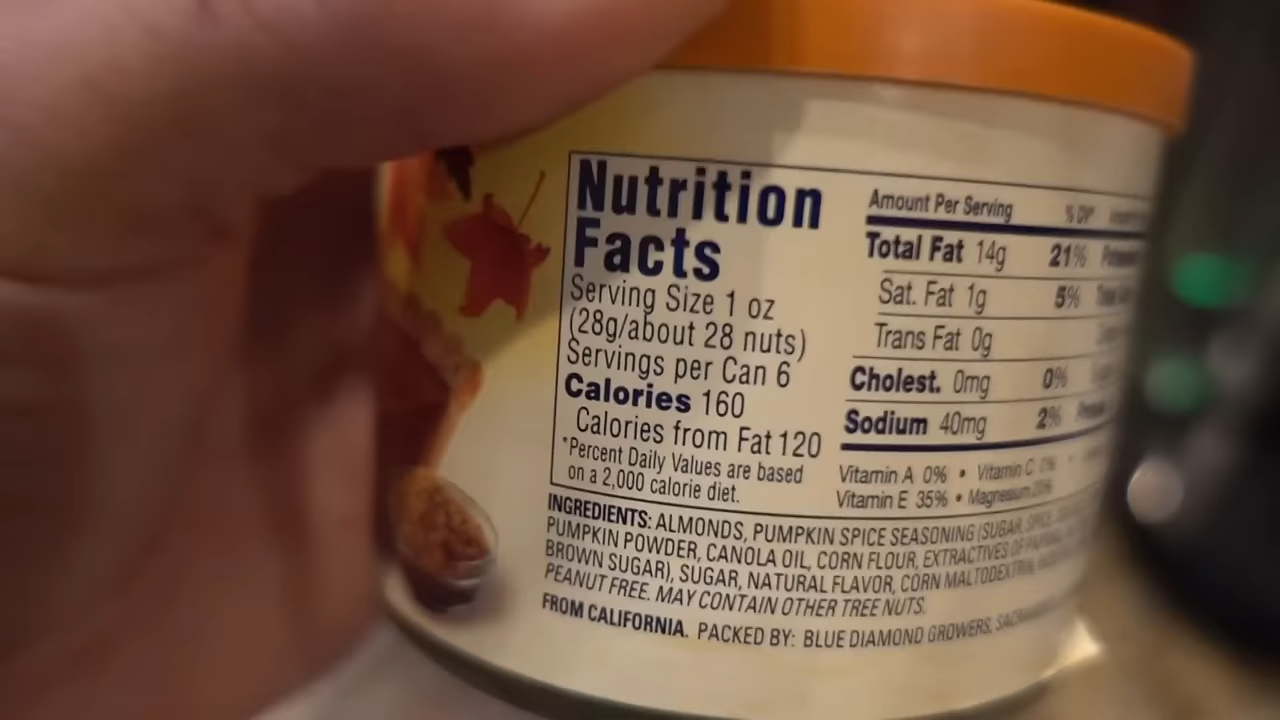 Nutrition
Facts
Serving Size 1 oz
(28g/about 28 nuts)
Servings per Can 6
Calories 160
Calories from Fat 120
*Percent Daily Values are based
on a 2,000 calorie diet.
Amount Per Serving % DV*
Total Fat 14g 21%
Sat. Fat 1g 5%
Trans Fat 0g
Cholest. 0mg 0%
Sodium 40mg 2%
Vitamin A 0% • Vitamin C 0%
Vitamin E 35% • Magnesium
INGREDIENTS: ALMONDS, PUMPKIN SPICE SEASONING (SUGAR, SPICE,
PUMPKIN POWDER, CANOLA OIL, CORN FLOUR, EXTRACTIVES OF
BROWN SUGAR), SUGAR, NATURAL FLAVOR, CORN MALTODEXTRIN,
PEANUT FREE. MAY CONTAIN OTHER TREE NUTS.
FROM CALIFORNIA. PACKED BY: BLUE DIAMOND GROWERS,